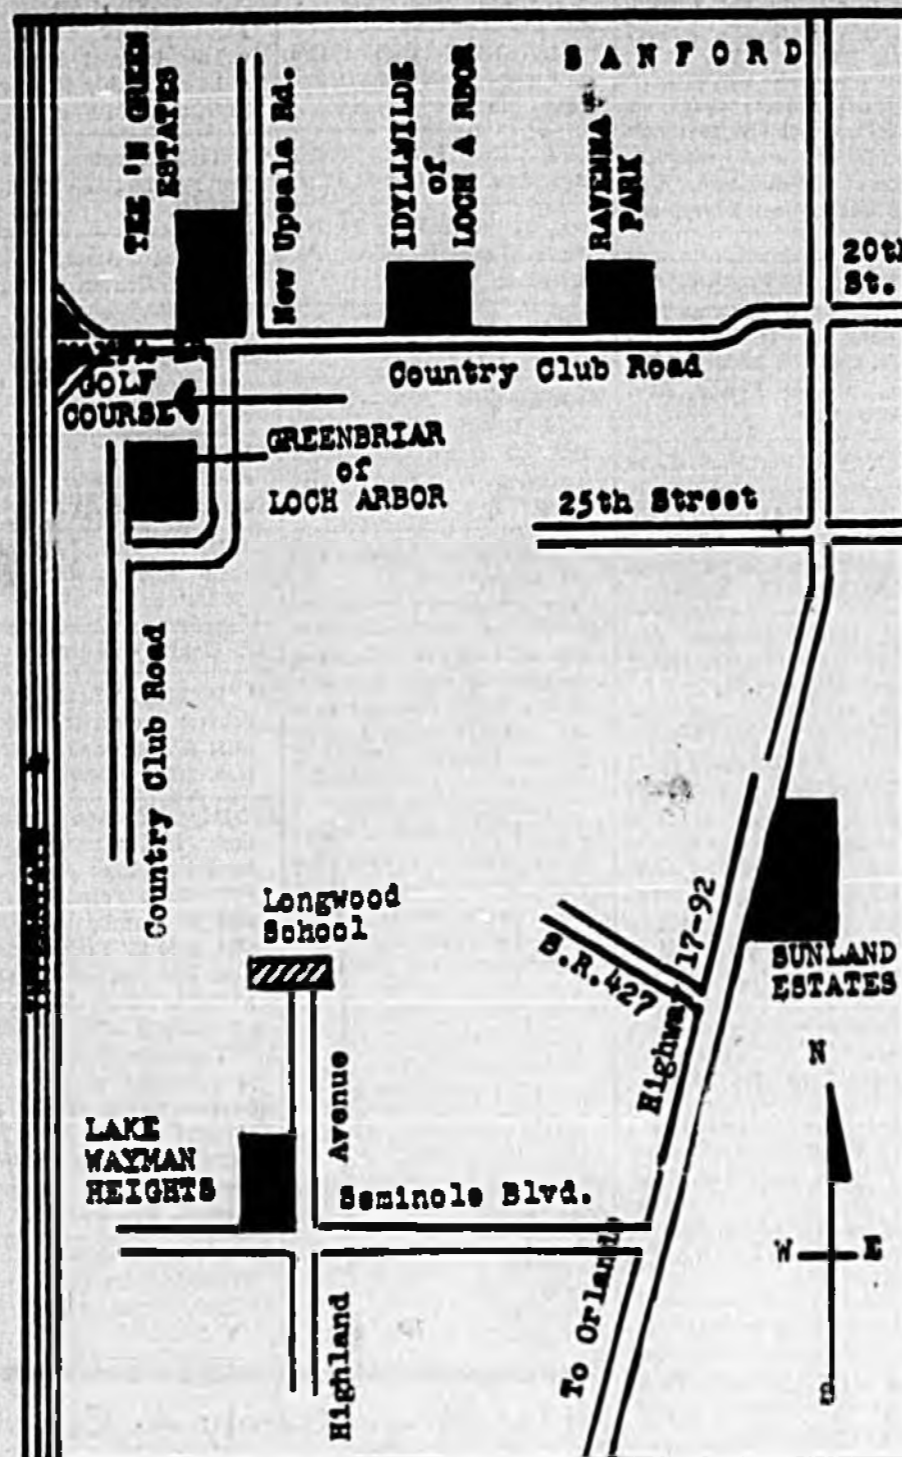 SANFORD
TEE 'N GREEN
ESTATES
New Upsala Rd.
IDYLLWILDE
of
LOCH ARBOR
RAVENNA
PARK
20th
St.
GOLF
COURSE
Country Club Road
GREENBRIAR
of
LOCH ARBOR
25th Street
Country Club Road
Longwood
School
S.R.427
Highway 17-92
SUNLAND
ESTATES
N
LAKE
WAYMAN
HEIGHTS
Avenue
Seminole Blvd.
W E
To Orlando
Highland